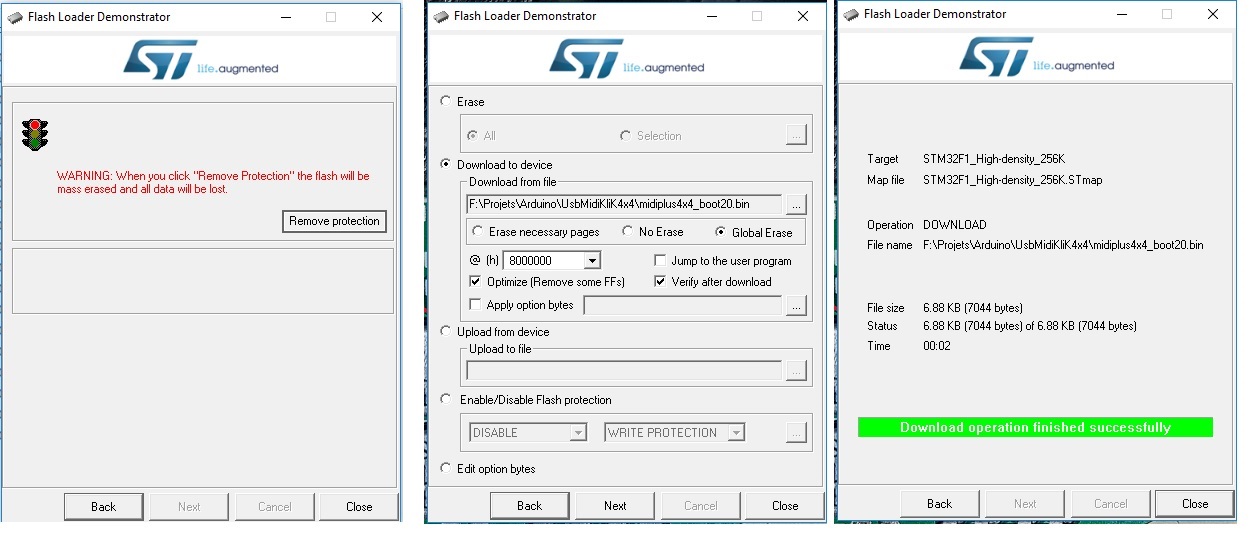 Flash Loader Demonstrator
ST life.augmented
WARNING: When you click "Remove Protection" the flash will be
mass erased and all data will be lost.
Remove protection
Back Next Cancel Close
Flash Loader Demonstrator
ST life.augmented
Erase
All Selection ...
Download to device
Download from file
F:\Projets\Arduino\UsbMidiKliK4x4\midiplus4x4_boot20.bin ...
Erase necessary pages No Erase Global Erase
@ (h) 8000000 Jump to the user program
Optimize (Remove some FFs) Verify after download
Apply option bytes ...
Upload from device
Upload to file
...
Enable/Disable Flash protection
DISABLE WRITE PROTECTION ...
Edit option bytes
Back Next Cancel Close
Flash Loader Demonstrator
ST life.augmented
Target STM32F1_High-density_256K
Map file STM32F1_High-density_256K.STmap
Operation DOWNLOAD
File name F:\Projets\Arduino\UsbMidiKliK4x4\midiplus4x4_boot20.bin
File size 6.88 KB (7044 bytes)
Status 6.88 KB (7044 bytes) of 6.88 KB (7044 bytes)
Time 00:02
Download operation finished successfully
Back Next Cancel Close